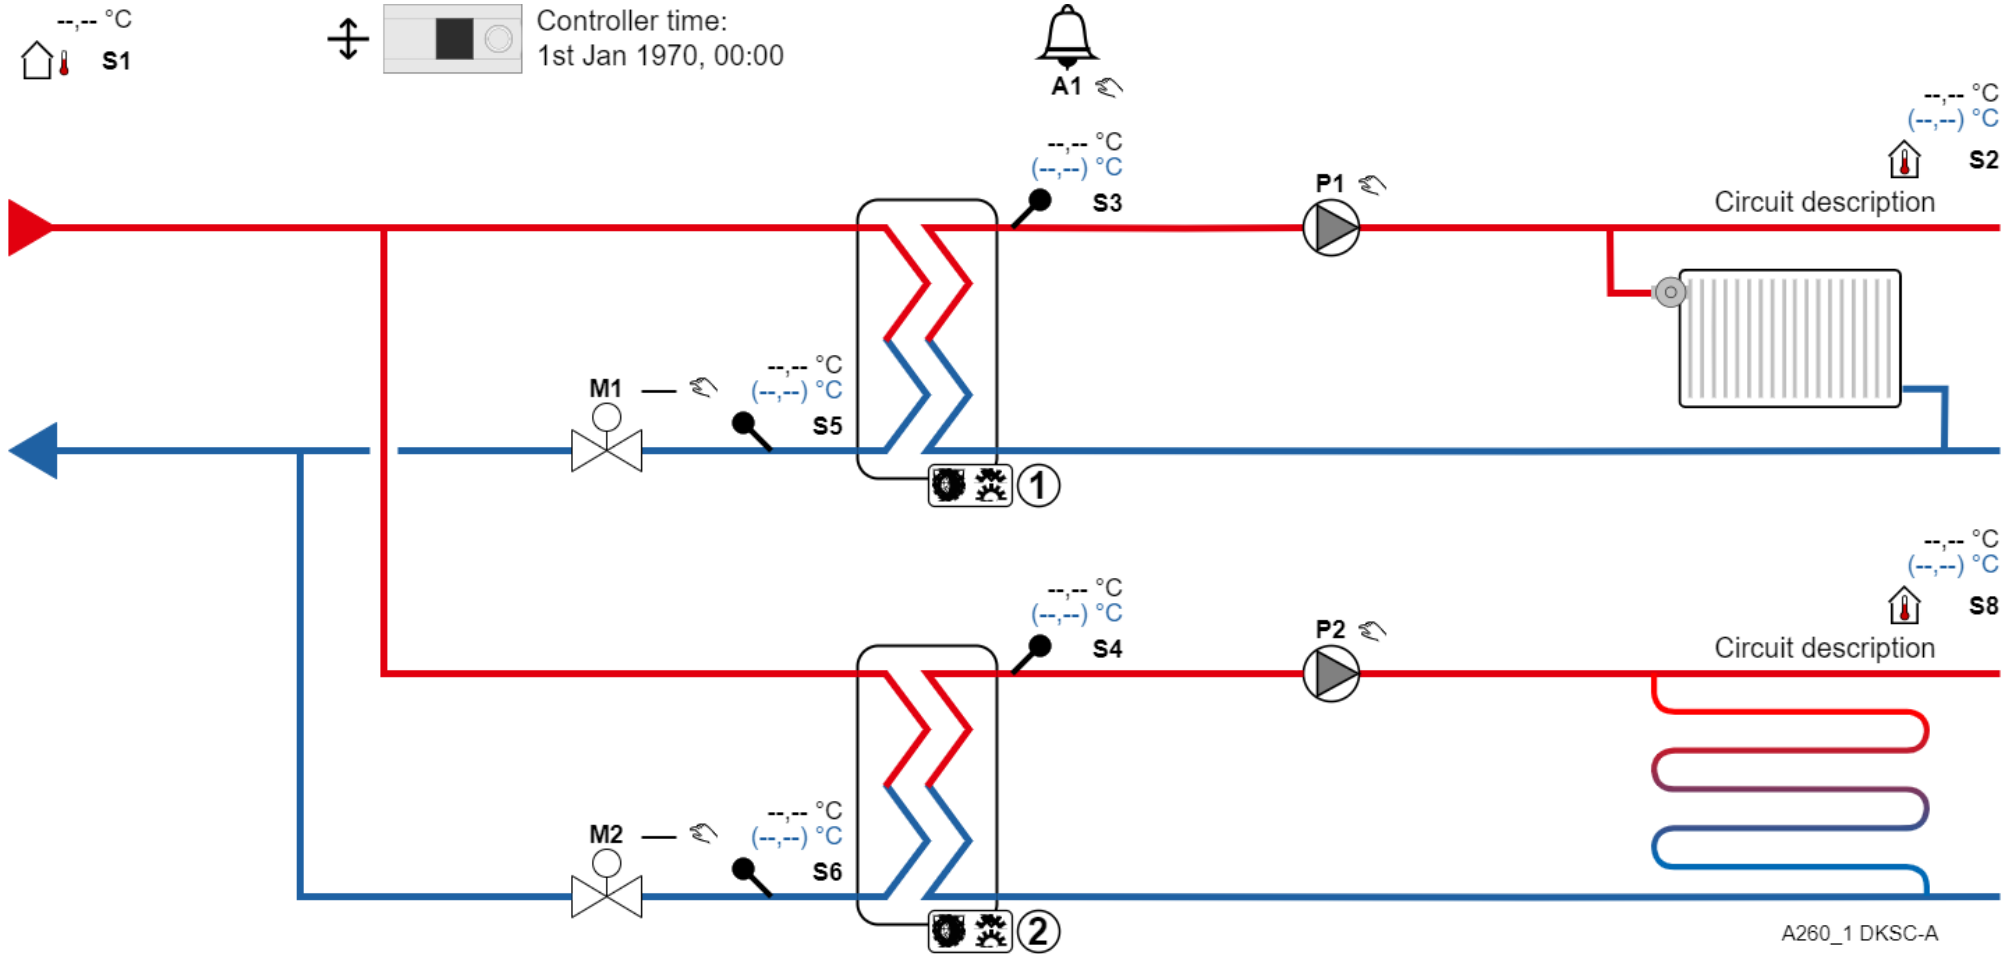 --,-- °C
S1
Controller time:
1st Jan 1970, 00:00
A1
--,-- °C
(--,--) °C
S2
Circuit description
--,-- °C
(--,--) °C
S3
P1
M1
--,-- °C
(--,--) °C
S5
1
--,-- °C
(--,--) °C
S8
Circuit description
--,-- °C
(--,--) °C
S4
P2
M2
--,-- °C
(--,--) °C
S6
2
A260_1 DKSC-A